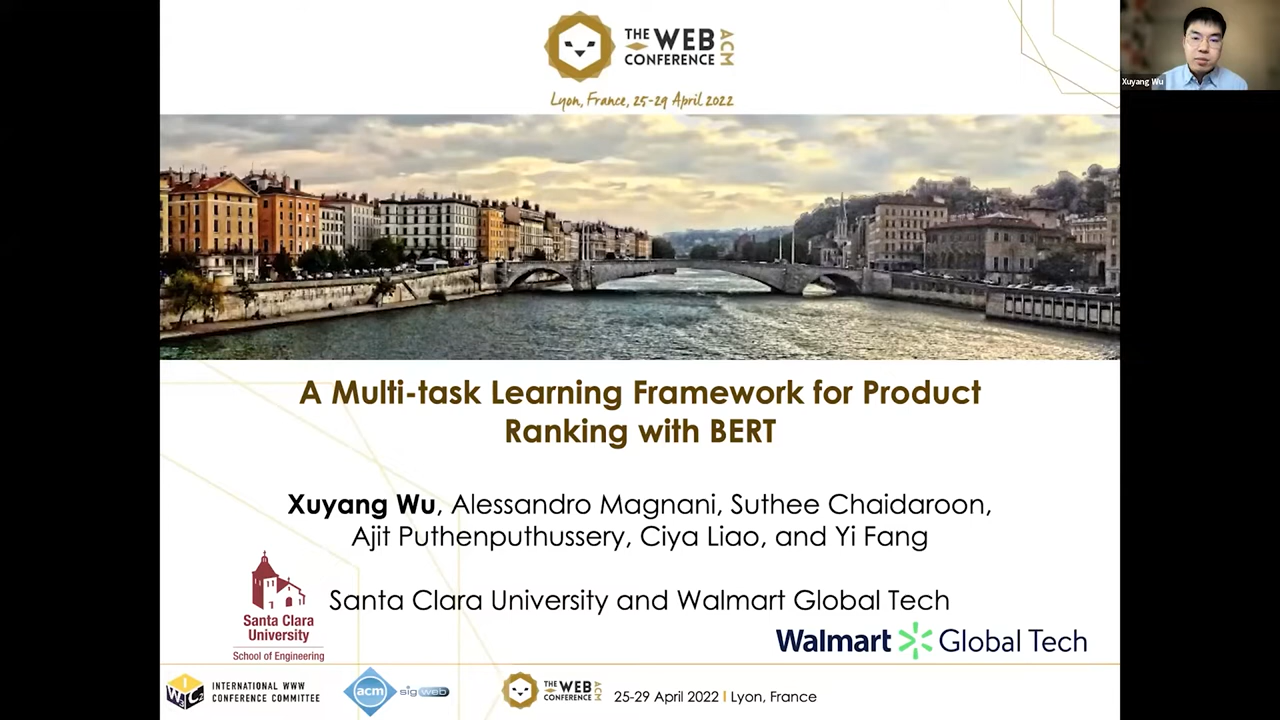 THE WEB
CONFERENCE
ACM
Lyon, France, 25-29 April 2022
Xuyang Wu
A Multi-task Learning Framework for Product
Ranking with BERT
Xuyang Wu, Alessandro Magnani, Suthee Chaidaroon,
Ajit Puthenputhussery, Ciya Liao, and Yi Fang
Santa Clara University and Walmart Global Tech
Santa Clara
University
School of Engineering
Walmart Global Tech
INTERNATIONAL WWW
CONFERENCE COMMITTEE
acm
sigweb
THE WEB
CONFERENCE
ACM
25-29 April 2022 I Lyon, France